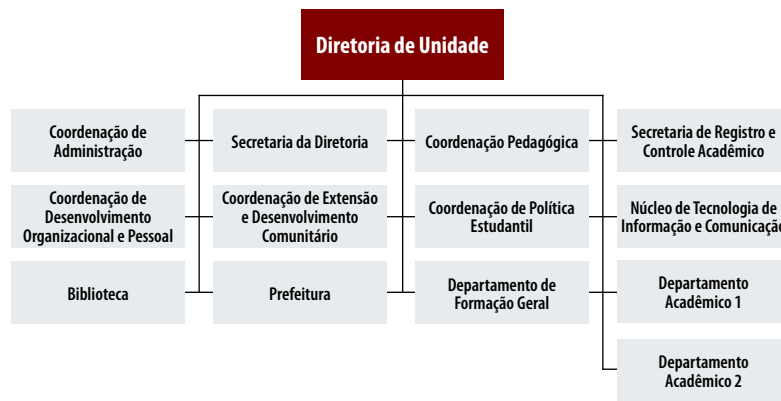 Diretoria de Unidade
Coordenação de
Administração
Secretaria da Diretoria
Coordenação Pedagógica
Secretaria de Registro e
Controle Acadêmico
Coordenação de
Desenvolvimento
Organizacional e Pessoal
Coordenação de Extensão
e Desenvolvimento
Comunitário
Coordenação de Política
Estudantil
Núcleo de Tecnologia de
Informação e Comunicação
Biblioteca
Prefeitura
Departamento de
Formação Geral
Departamento
Acadêmico 1
Departamento
Acadêmico 2